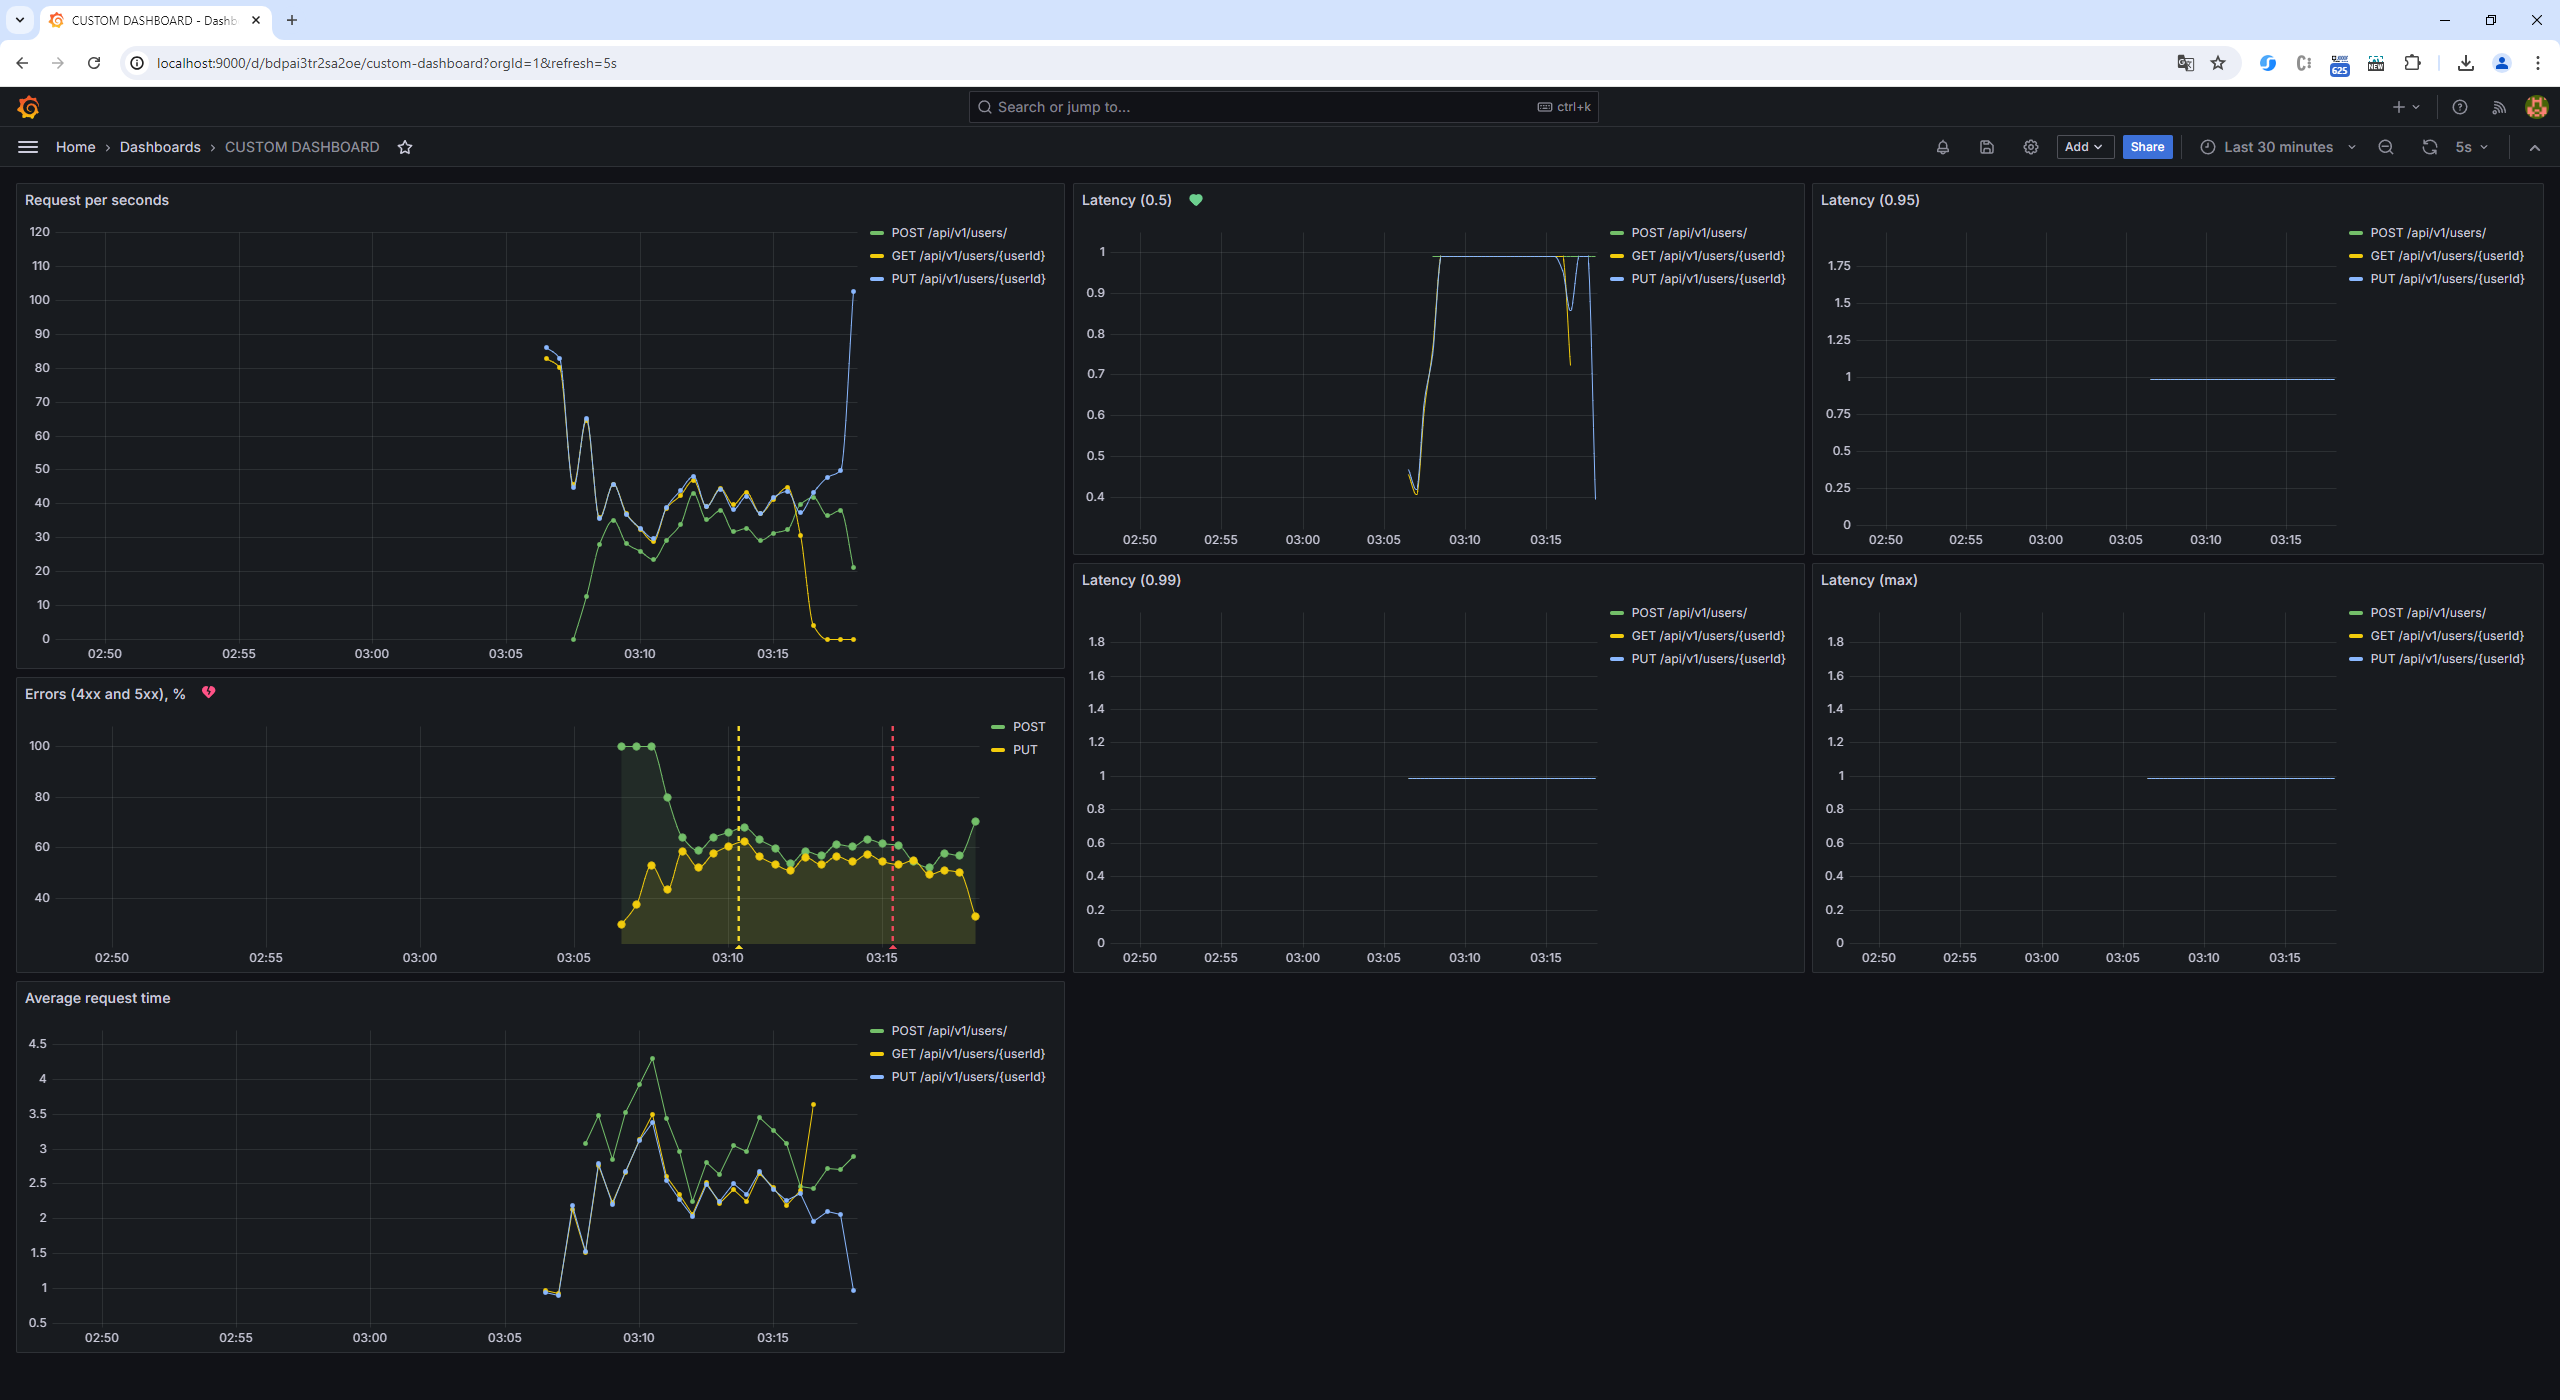 CUSTOM DASHBOARD - Dashb
localhost:9000/d/bdpai3tr2sa2oe/custom-dashboard?orgId=1&refresh=5s
625
NEW
Search or jump to...
ctrl+k
Home › Dashboards › CUSTOM DASHBOARD
Add
Share
Last 30 minutes
5s
Request per seconds
120
110
100
90
80
70
60
50
40
30
20
10
0
02:50 02:55 03:00 03:05 03:10 03:15
POST /api/v1/users/
GET /api/v1/users/{userId}
PUT /api/v1/users/{userId}
Latency (0.5)
1
0.9
0.8
0.7
0.6
0.5
0.4
02:50 02:55 03:00 03:05 03:10 03:15
POST /api/v1/users/
GET /api/v1/users/{userId}
PUT /api/v1/users/{userId}
Latency (0.95)
1.75
1.5
1.25
1
0.75
0.5
0.25
0
02:50 02:55 03:00 03:05 03:10 03:15
POST /api/v1/users/
GET /api/v1/users/{userId}
PUT /api/v1/users/{userId}
Errors (4xx and 5xx), %
100
80
60
40
02:50 02:55 03:00 03:05 03:10 03:15
POST
PUT
Latency (0.99)
1.8
1.6
1.4
1.2
1
0.8
0.6
0.4
0.2
0
02:50 02:55 03:00 03:05 03:10 03:15
POST /api/v1/users/
GET /api/v1/users/{userId}
PUT /api/v1/users/{userId}
Latency (max)
1.8
1.6
1.4
1.2
1
0.8
0.6
0.4
0.2
0
02:50 02:55 03:00 03:05 03:10 03:15
POST /api/v1/users/
GET /api/v1/users/{userId}
PUT /api/v1/users/{userId}
Average request time
4.5
4
3.5
3
2.5
2
1.5
1
0.5
02:50 02:55 03:00 03:05 03:10 03:15
POST /api/v1/users/
GET /api/v1/users/{userId}
PUT /api/v1/users/{userId}